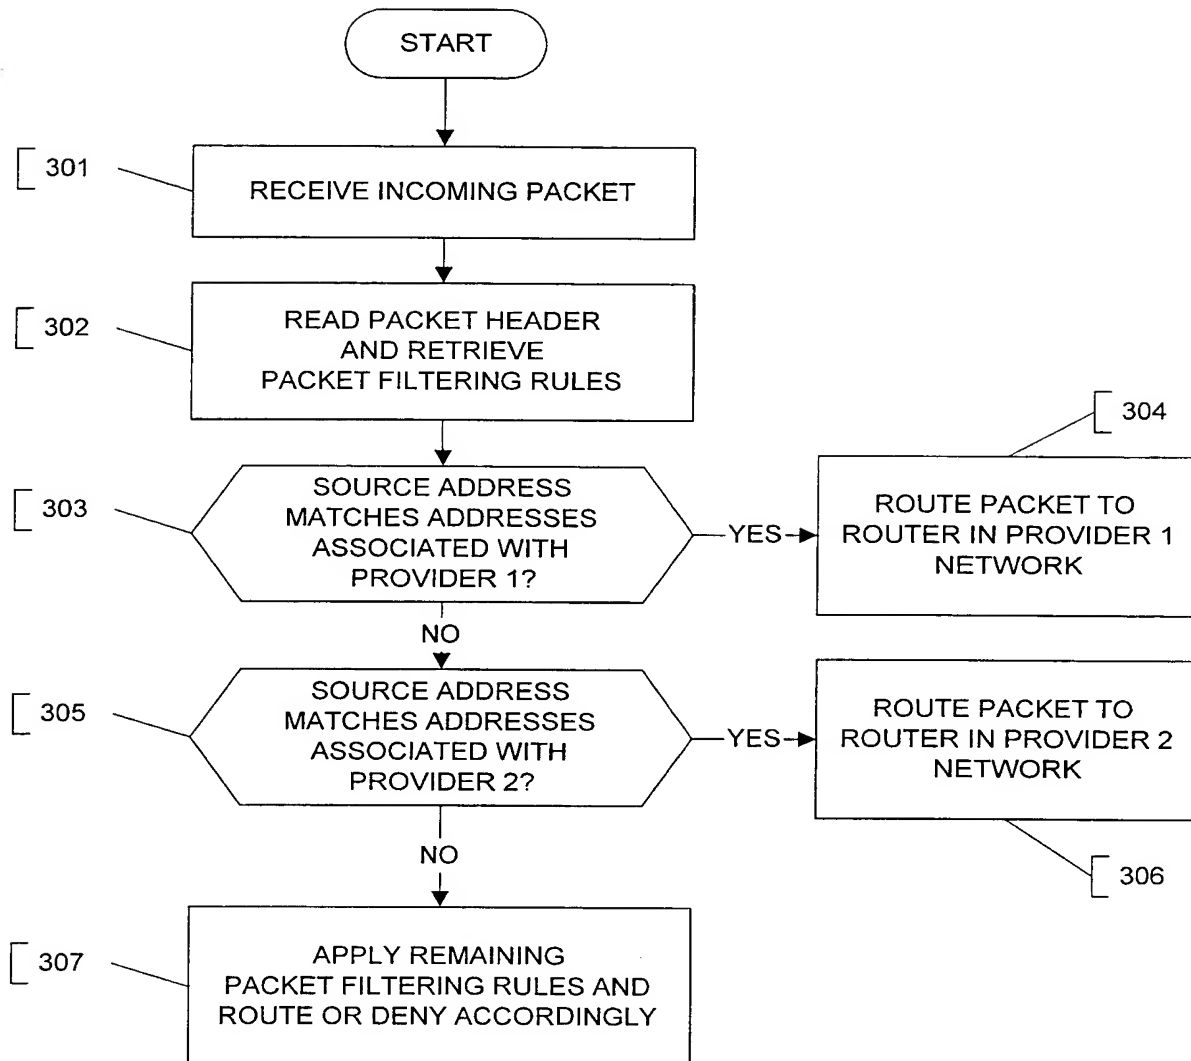 START
301
RECEIVE INCOMING PACKET
302
READ PACKET HEADER
AND RETRIEVE
PACKET FILTERING RULES
304
303
SOURCE ADDRESS
MATCHES ADDRESSES
ASSOCIATED WITH
PROVIDER 1?
YES
ROUTE PACKET TO
ROUTER IN PROVIDER 1
NETWORK
NO
305
SOURCE ADDRESS
MATCHES ADDRESSES
ASSOCIATED WITH
PROVIDER 2?
YES
ROUTE PACKET TO
ROUTER IN PROVIDER 2
NETWORK
NO
306
307
APPLY REMAINING
PACKET FILTERING RULES AND
ROUTE OR DENY ACCORDINGLY